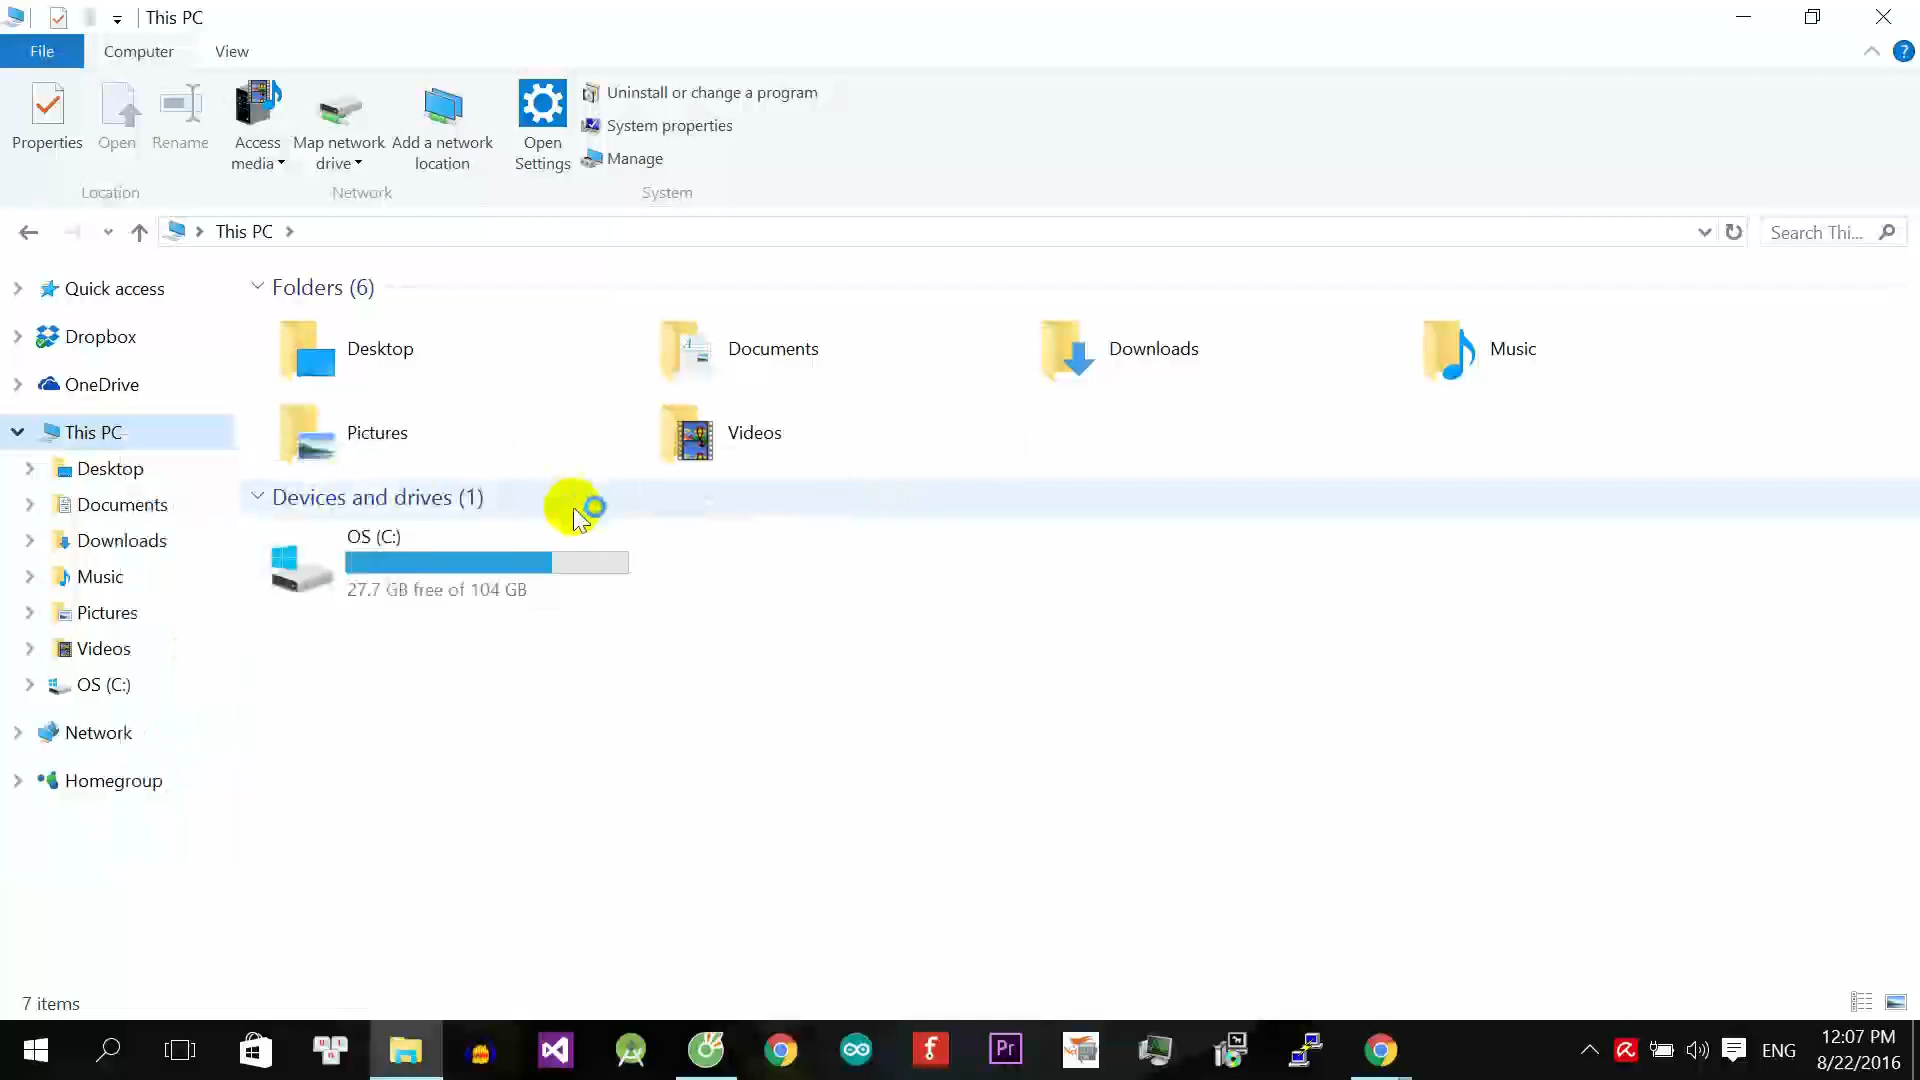 This PC
File
Computer
View
Properties
Open
Rename
Access media
Map network drive
Add a network location
Open Settings
Uninstall or change a program
System properties
Manage
Location
Network
System
This PC
Search Thi...
Quick access
Dropbox
OneDrive
This PC
Desktop
Documents
Downloads
Music
Pictures
Videos
OS (C:)
Network
Homegroup
Folders (6)
Desktop
Documents
Downloads
Music
Pictures
Videos
Devices and drives (1)
OS (C:)
27.7 GB free of 104 GB
7 items
Pr
ENG
12:07 PM
8/22/2016